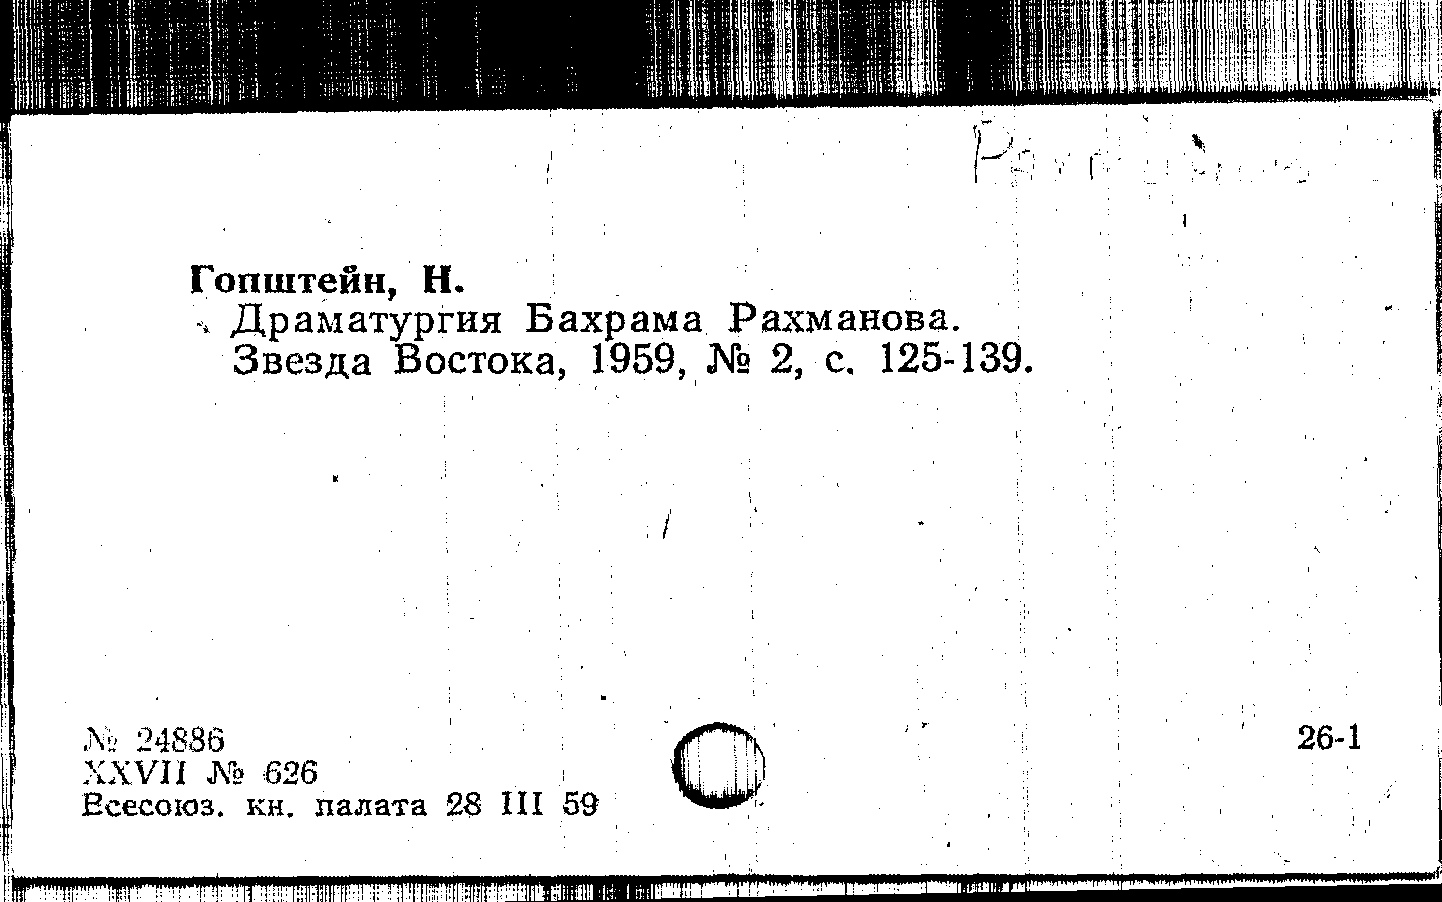 Гопштейн, Н.
Драматургия Бахрама Рахманова.
Звезда Востока, 1959, № 2, с. 125-139.
№ 24886
XXVII № 626
Всесоюз. кн. палата 28 III 59
26-1